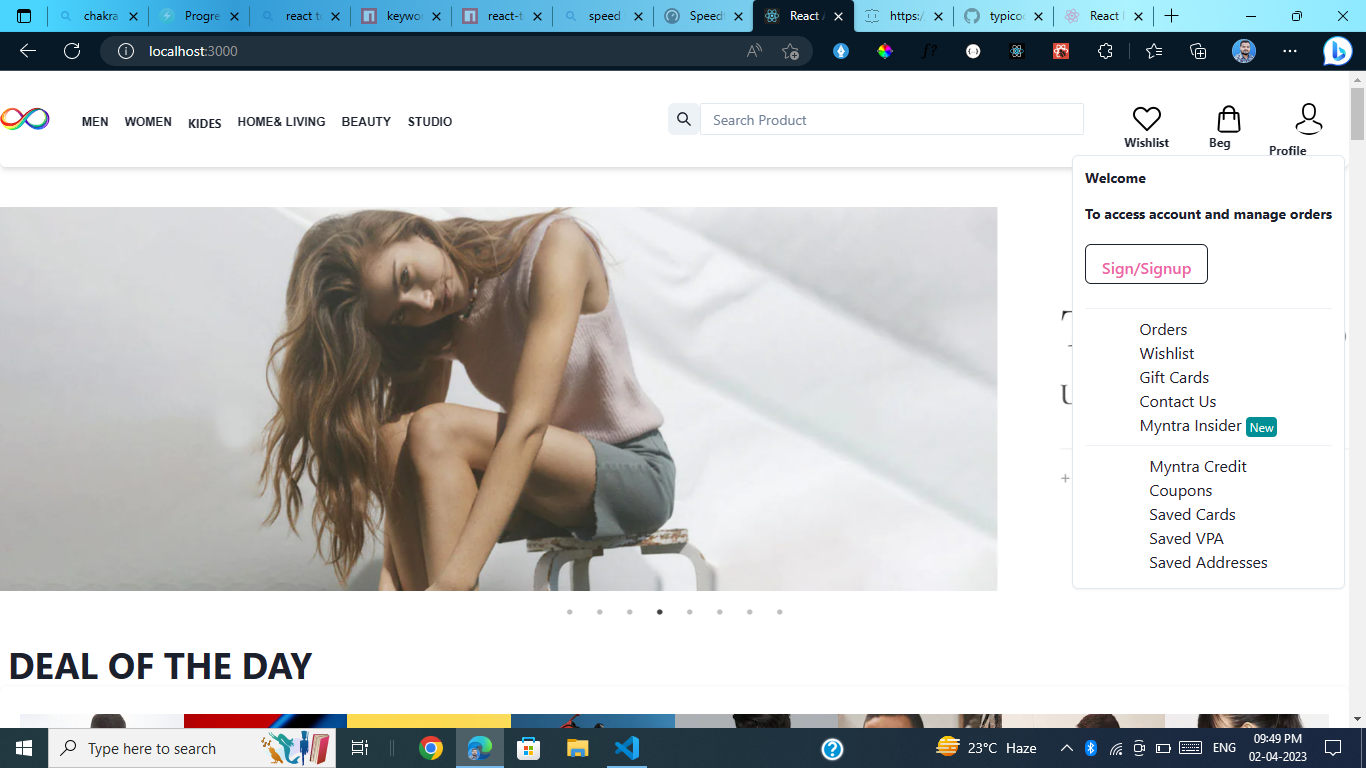 chakra
Progre
react ta
keywor
react-t
speed
Speedi
React A
https:/
typico
React I
localhost:3000
MEN WOMEN KIDES HOME& LIVING BEAUTY STUDIO
Search Product
Wishlist
Beg
Profile
Welcome
To access account and manage orders
Sign/Signup
Orders
Wishlist
Gift Cards
Contact Us
Myntra Insider New
Myntra Credit
Coupons
Saved Cards
Saved VPA
Saved Addresses
DEAL OF THE DAY
Type here to search
23°C Haze
ENG
09:49 PM
02-04-2023